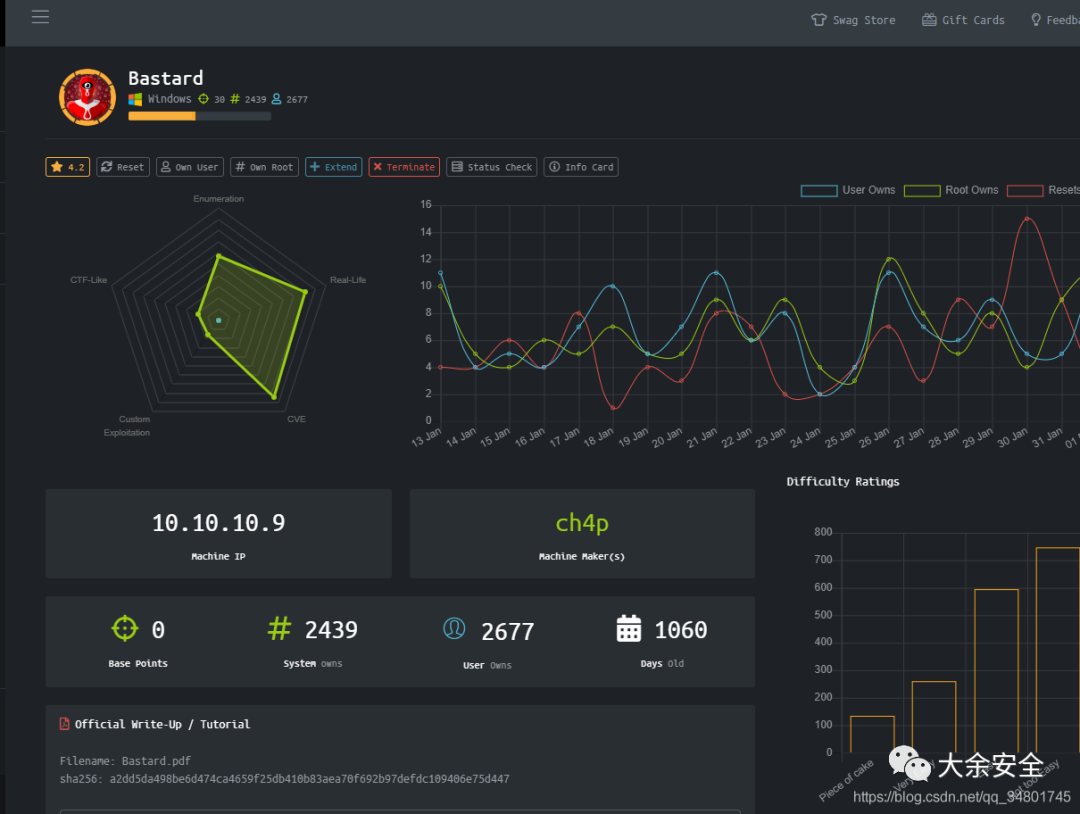 Swag Store Gift Cards Feedba
Bastard
Windows 30 # 2439 2677
4.2 Reset Own User # Own Root + Extend × Terminate Status Check Info Card
User Owns Root Owns Resets
Enumeration
CTF-Like
Real-Life
Custom
Exploitation
CVE
16
14
12
10
8
6
4
2
0
13 Jan 14 Jan 15 Jan 16 Jan 17 Jan 18 Jan 19 Jan 20 Jan 21 Jan 22 Jan 23 Jan 24 Jan 25 Jan 26 Jan 27 Jan 28 Jan 29 Jan 30 Jan 31 Jan 01
10.10.10.9
Machine IP
ch4p
Machine Maker(s)
0
Base Points
# 2439
System owns
2677
User Owns
1060
Days Old
Official Write-Up / Tutorial
Filename: Bastard.pdf
sha256: a2dd5da498be6d474ca4659f25db410b83aea70f692b97defdc109406e75d447
Difficulty Ratings
800
700
600
500
400
300
200
100
0
Piece of cake
大余安全
https://blog.csdn.net/qq_34801745